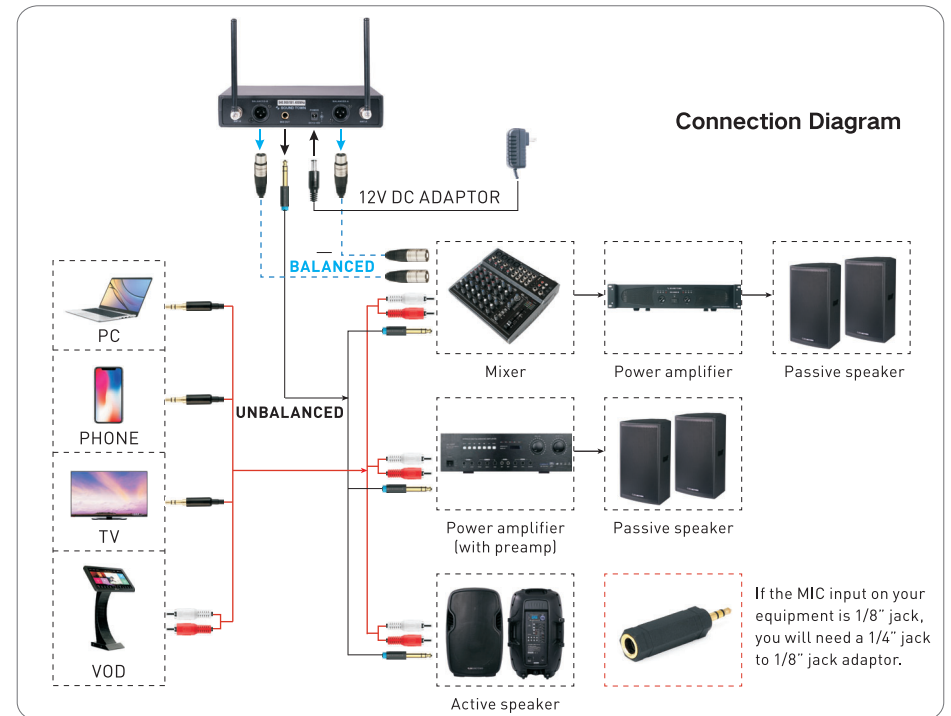 Connection Diagram
12V DC ADAPTOR
BALANCED
PC
PHONE
TV
VOD
UNBALANCED
Mixer
Power amplifier
Passive speaker
Power amplifier
(with preamp)
Passive speaker
Active speaker
If the MIC input on your
equipment is 1/8” jack,
you will need a 1/4” jack
to 1/8” jack adaptor.